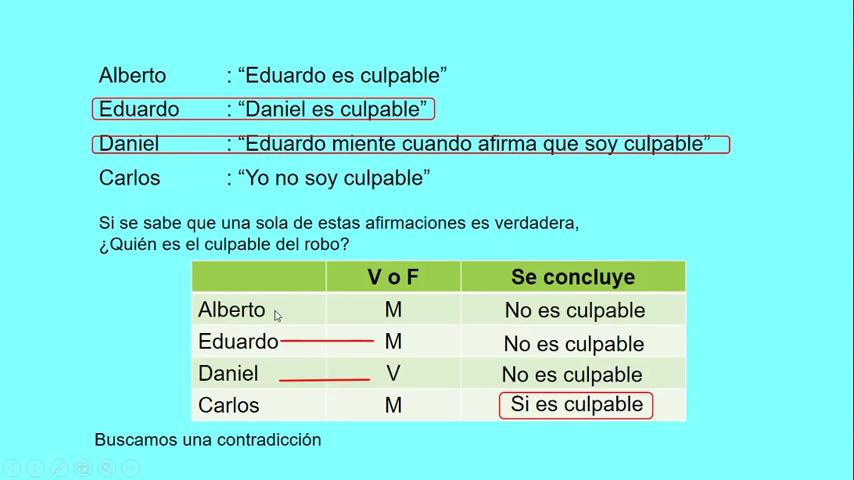 Alberto : “Eduardo es culpable”
Eduardo : “Daniel es culpable”
Daniel : “Eduardo miente cuando afirma que soy culpable”
Carlos : “Yo no soy culpable”
Si se sabe que una sola de estas afirmaciones es verdadera,
¿Quién es el culpable del robo?
V o F Se concluye
Alberto M No es culpable
Eduardo M No es culpable
Daniel V No es culpable
Carlos M Si es culpable
Buscamos una contradicción